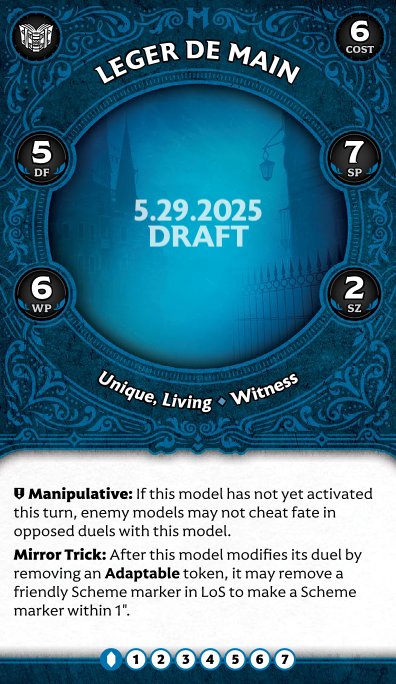 LEGER DE MAIN
6
COST
5
DF
7
SP
5.29.2025
DRAFT
6
WP
2
SZ
Unique, Living ◆ Witness
Manipulative: If this model has not yet activated
this turn, enemy models may not cheat fate in
opposed duels with this model.
Mirror Trick: After this model modifies its duel by
removing an Adaptable token, it may remove a
friendly Scheme marker in LoS to make a Scheme
marker within 1".
1 2 3 4 5 6 7